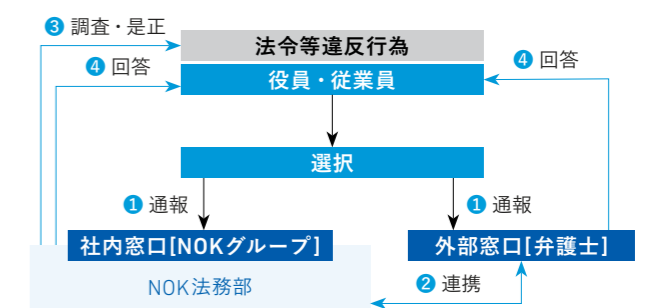 ❸ 調査・是正
法令等違反行為
❹ 回答
役員・従業員
❹ 回答
選択
❶ 通報
❶ 通報
社内窓口[NOKグループ]
外部窓口[弁護士]
NOK法務部
❷ 連携